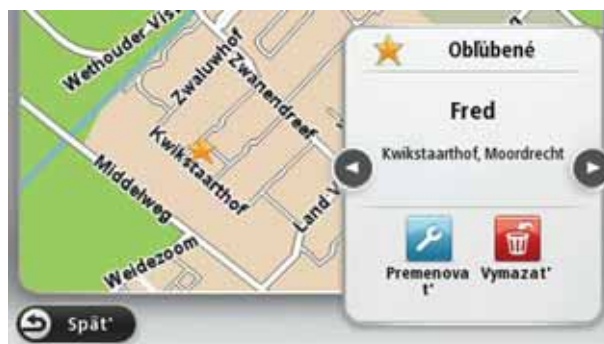 Wethouder Vis
Zwaluwhof
Zwanendreef
Kwikstaarthof
Middelweg
Weidezoom
Land V
Obľúbené
Fred
Kwikstaarthof, Moordrecht
Premenova
ť
Vymazať
Späť